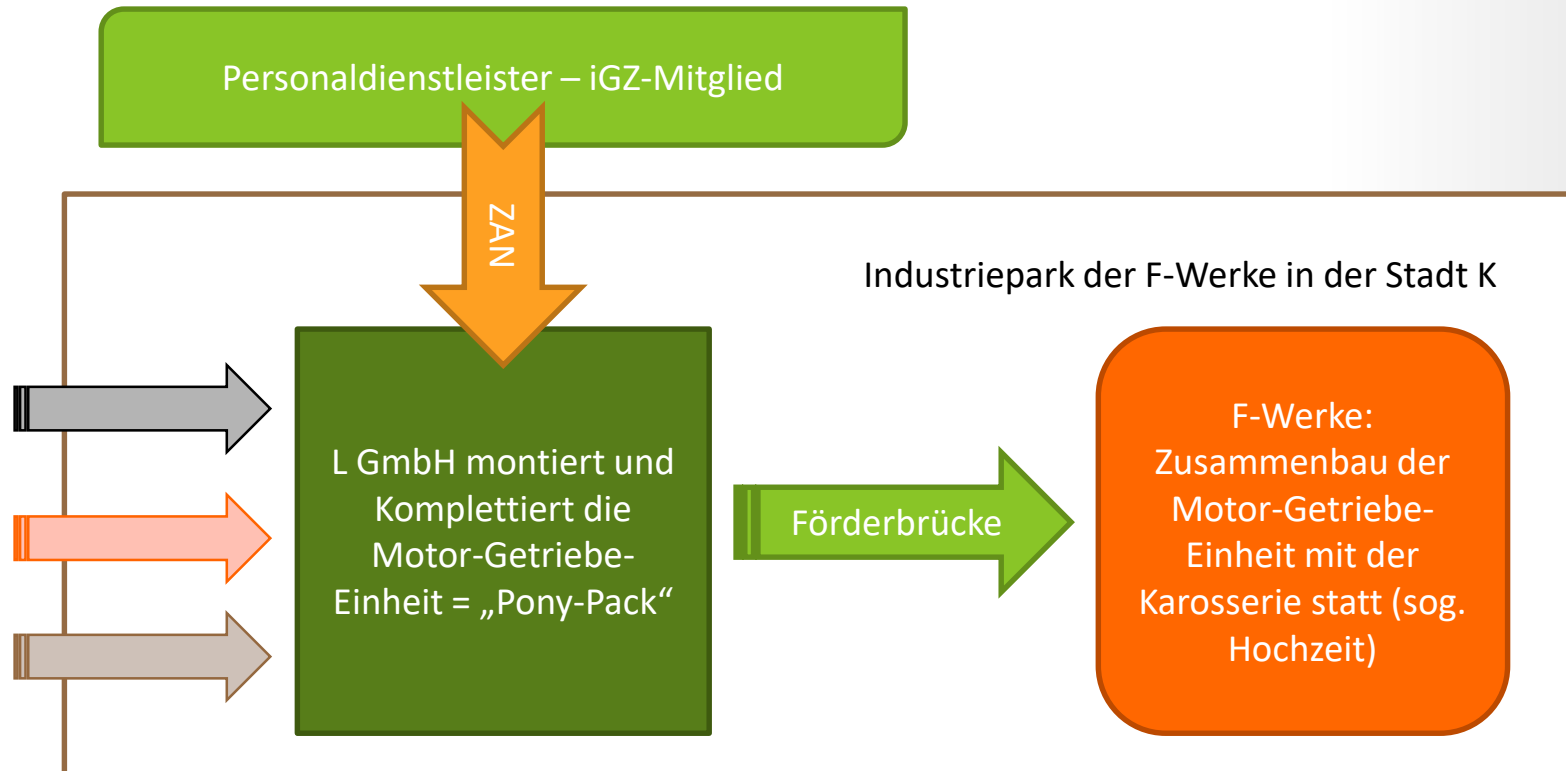 Personaldienstleister – iGZ-Mitglied
ZAN
Industriepark der F-Werke in der Stadt K
L GmbH montiert und
Komplettiert die
Motor-Getriebe-
Einheit = „Pony-Pack“
Förderbrücke
F-Werke:
Zusammenbau der
Motor-Getriebe-
Einheit mit der
Karosserie statt (sog.
Hochzeit)